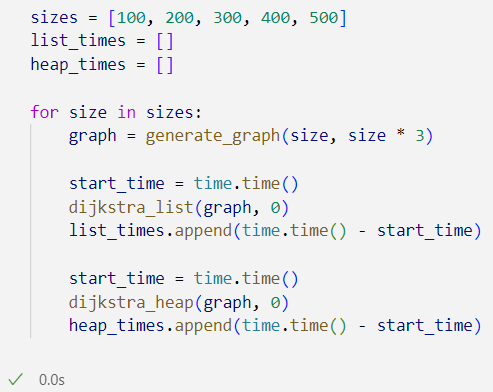 sizes = [100, 200, 300, 400, 500]
list_times = []
heap_times = []

for size in sizes:
    graph = generate_graph(size, size * 3)

    start_time = time.time()
    dijkstra_list(graph, 0)
    list_times.append(time.time() - start_time)

    start_time = time.time()
    dijkstra_heap(graph, 0)
    heap_times.append(time.time() - start_time)

0.0s